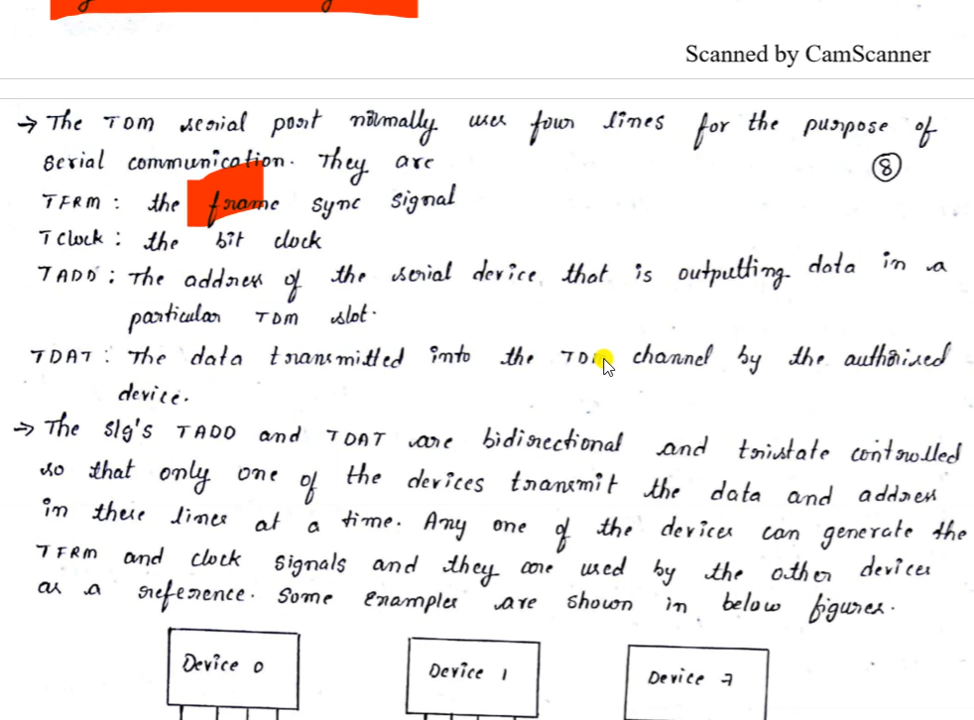 Scanned by CamScanner
→ The TDM serial port normally uses four lines for the purpose of
serial communication. They are
⑧
TFRM : the frame sync signal
TClock : the bit clock
TADD : The address of the serial device, that is outputting data in a
particular TDM slot.
TDAT : The data transmitted into the TDM channel by the authorised
device.
→ The slg's TADD and TDAT are bidirectional and tristate controlled
so that only one of the devices transmit the data and address
in these lines at a time. Any one of the devices can generate the
TFRM and clock signals and they are used by the other devices
as a reference. Some examples are shown in below figures.
Device 0
Device 1
Device 7